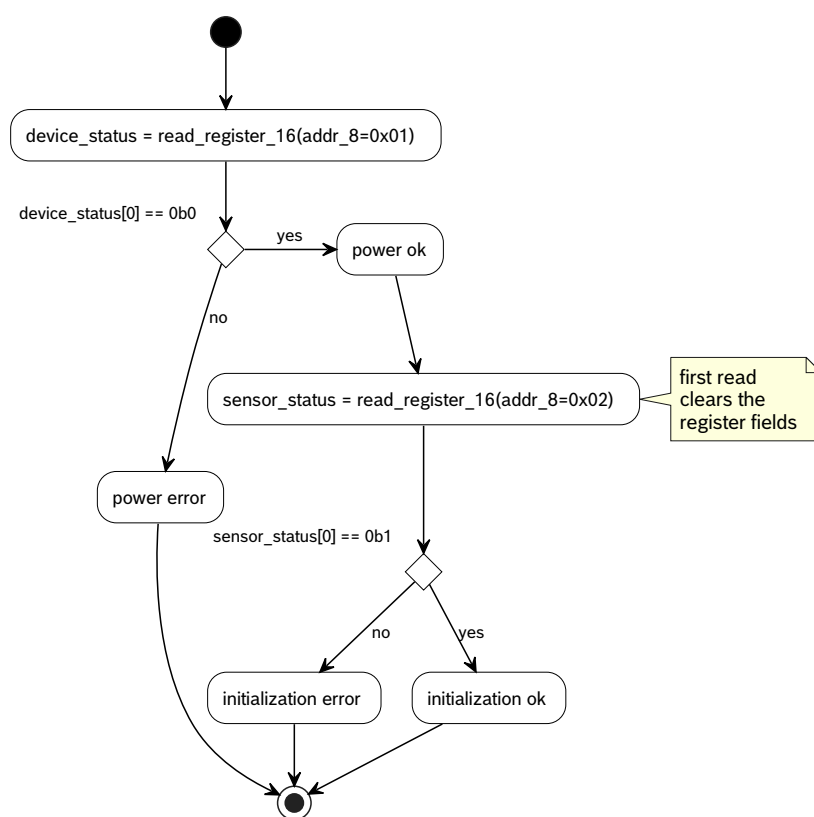 device_status = read_register_16(addr_8=0x01)
device_status[0] == 0b0
yes
power ok
no
sensor_status = read_register_16(addr_8=0x02)
first read
clears the
register fields
power error
sensor_status[0] == 0b1
no
yes
initialization error
initialization ok